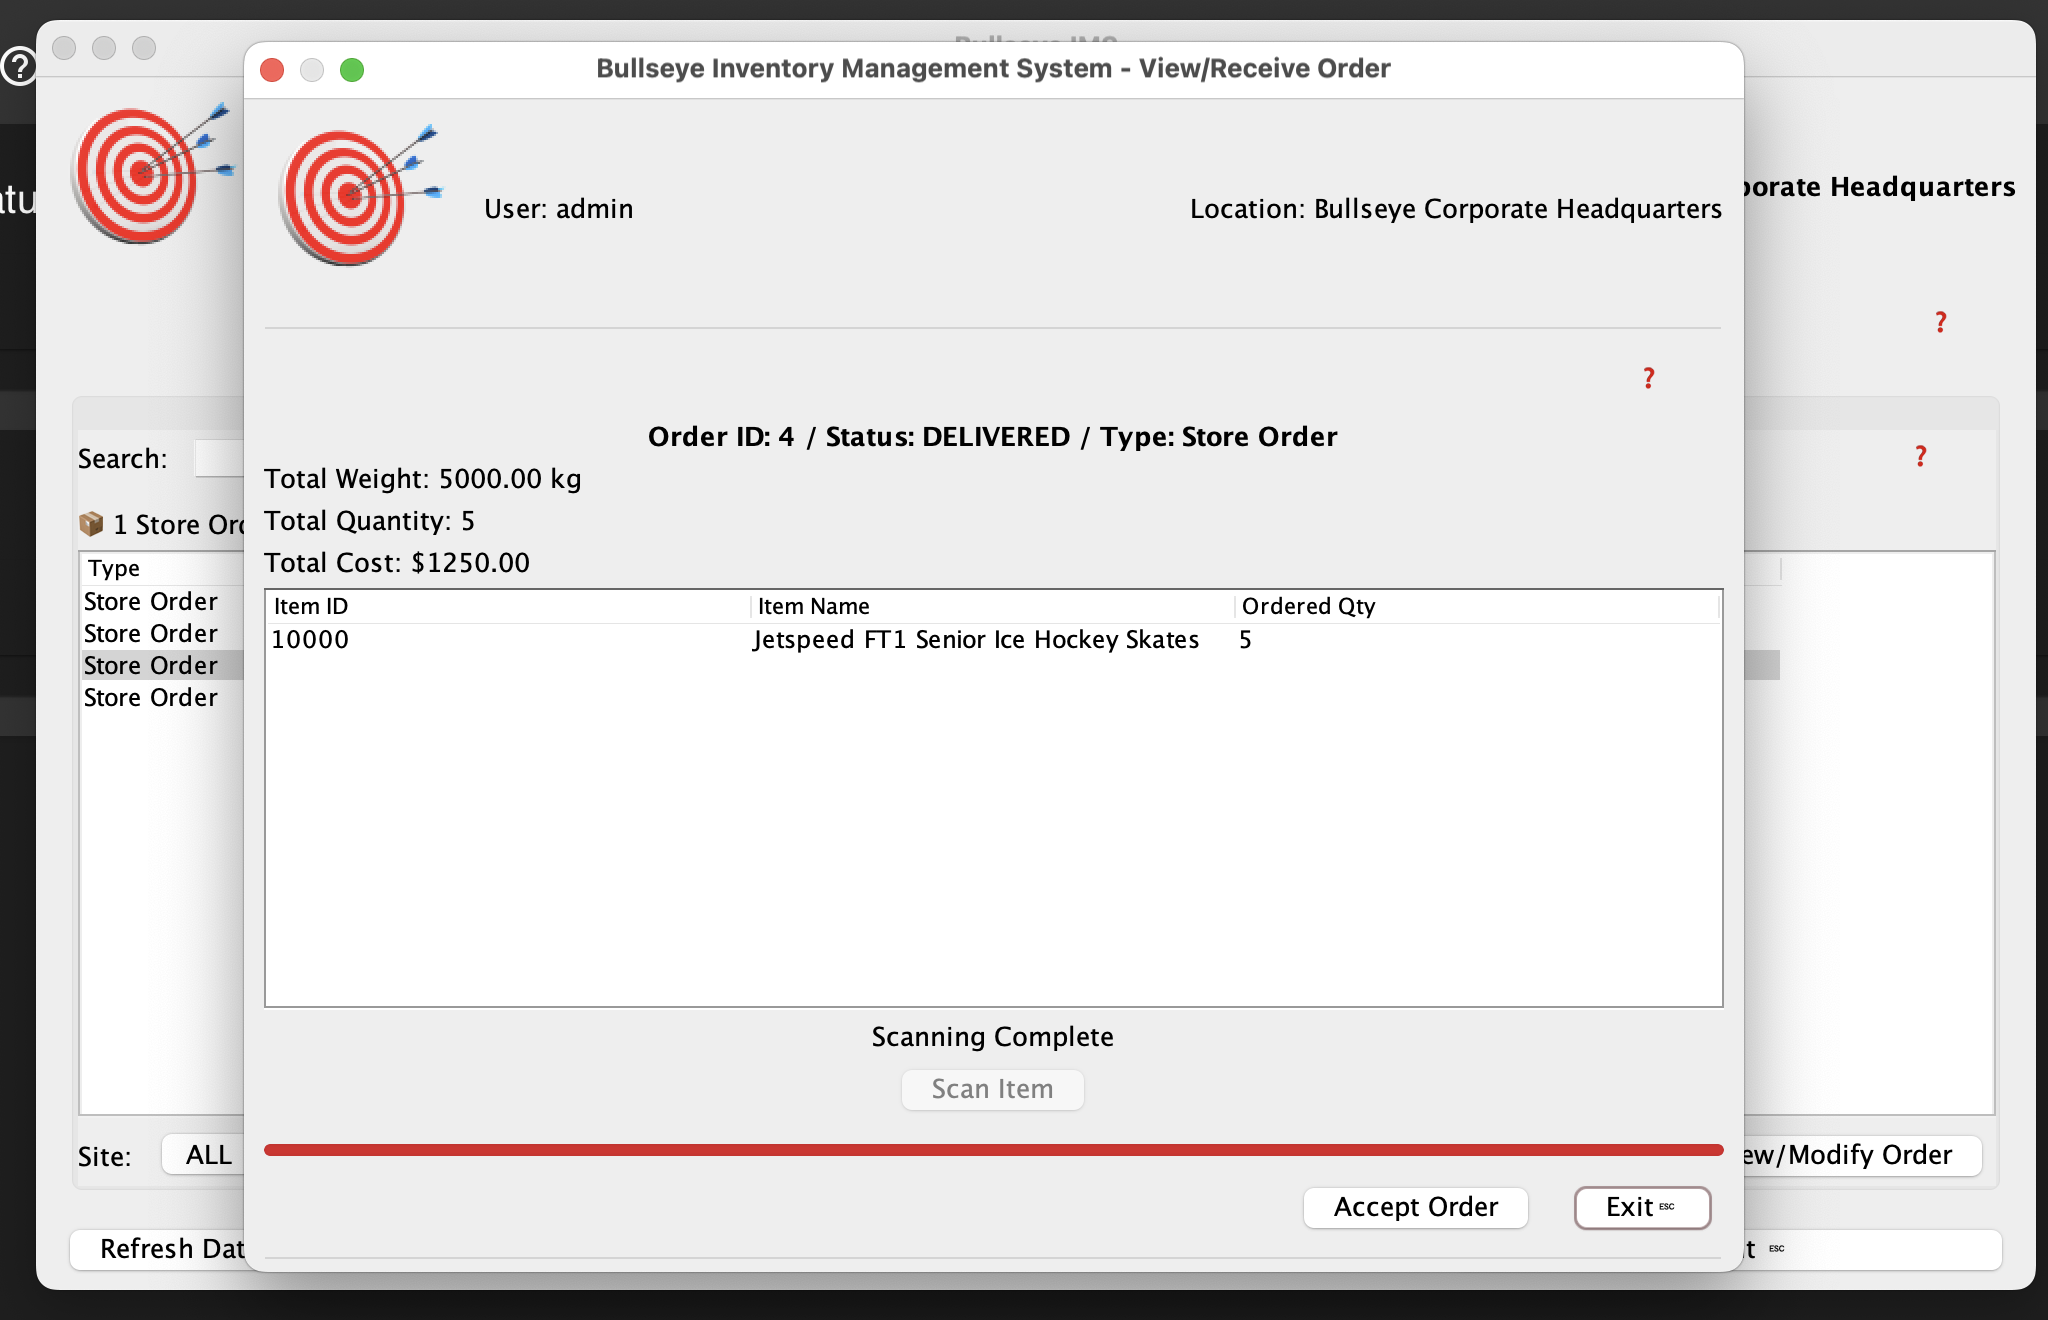 Bullseye Inventory Management System - View/Receive Order
User: admin
Location: Bullseye Corporate Headquarters
porate Headquarters
?
?
Order ID: 4 / Status: DELIVERED / Type: Store Order
Search:
?
Total Weight: 5000.00 kg
Total Quantity: 5
1 Store Ord
Total Cost: $1250.00
Type
Store Order
Store Order
Store Order
Store Order
Item ID
Item Name
Ordered Qty
10000
Jetspeed FT1 Senior Ice Hockey Skates
5
Scanning Complete
Scan Item
Site:
ALL
ew/Modify Order
Accept Order
Exit ESC
Refresh Dat
t ESC